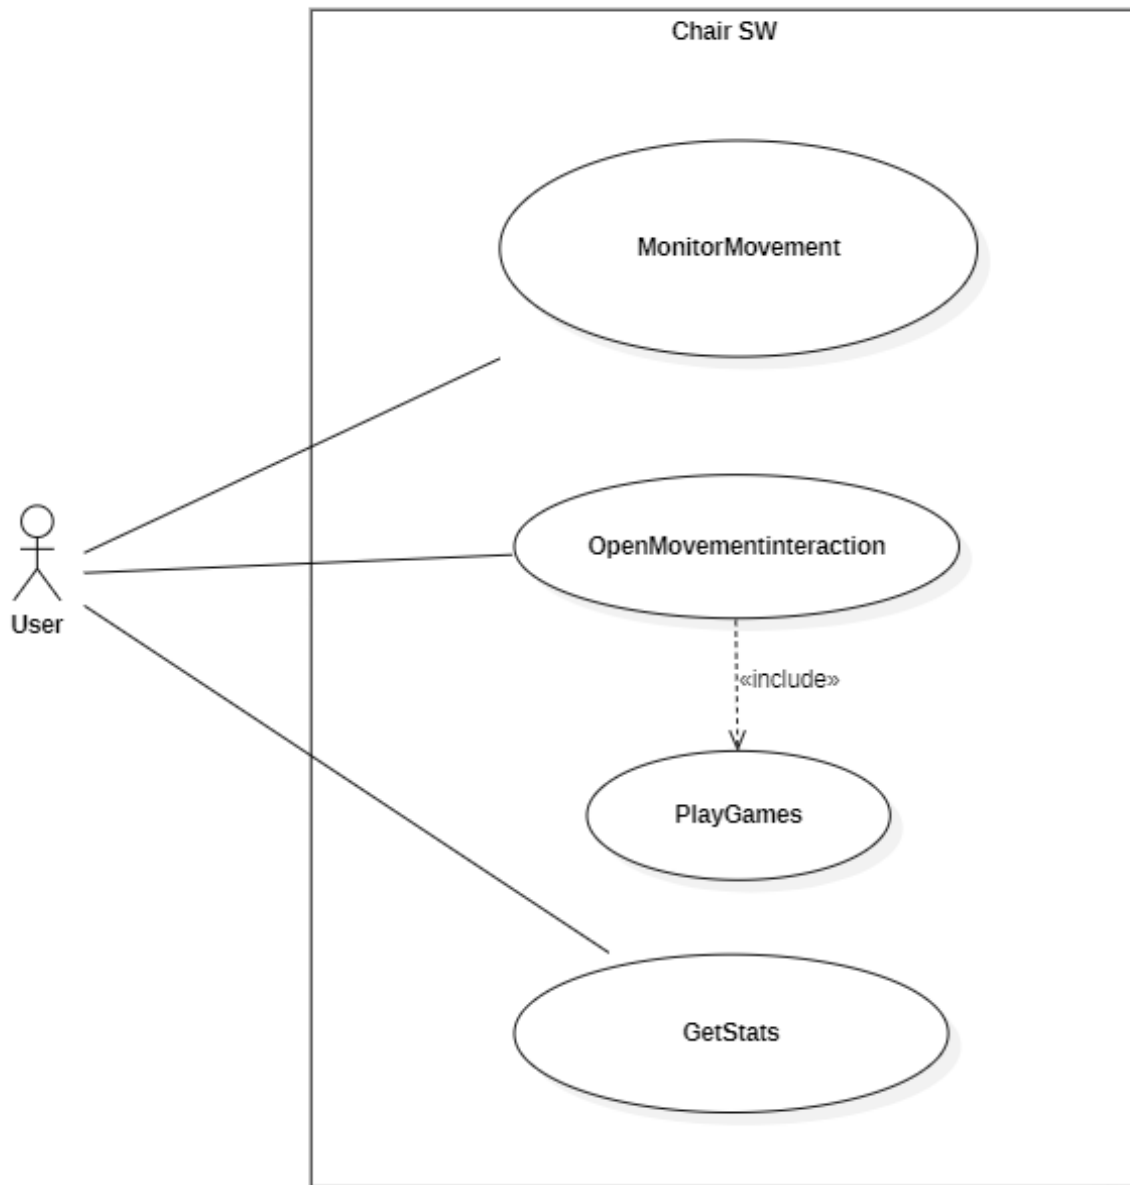 Chair SW
MonitorMovement
OpenMovementinteraction
User
«include»
PlayGames
GetStats